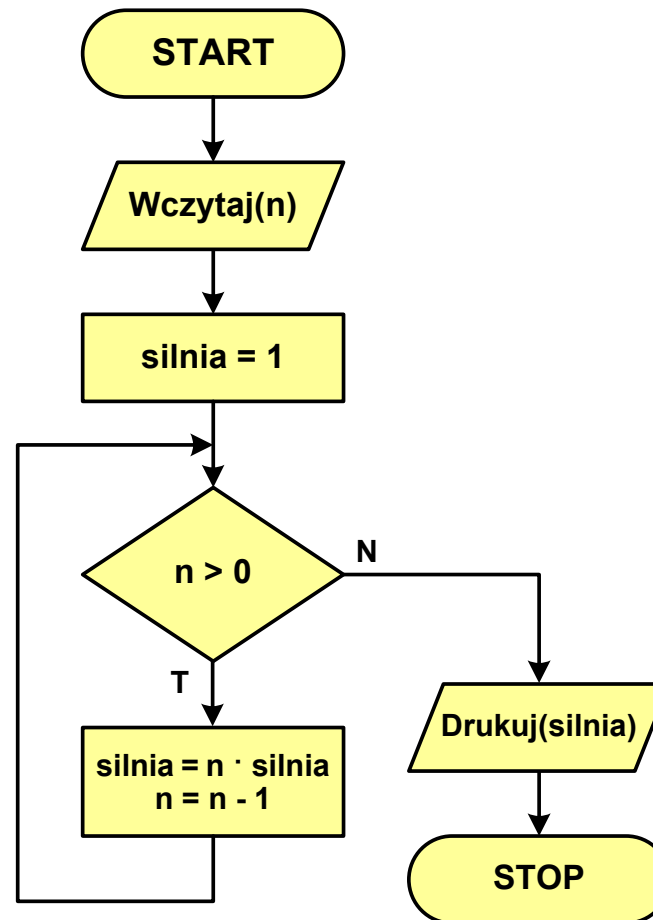 START
Wczytaj(n)
silnia = 1
n > 0
N
T
silnia = n · silnia
n = n - 1
Drukuj(silnia)
STOP